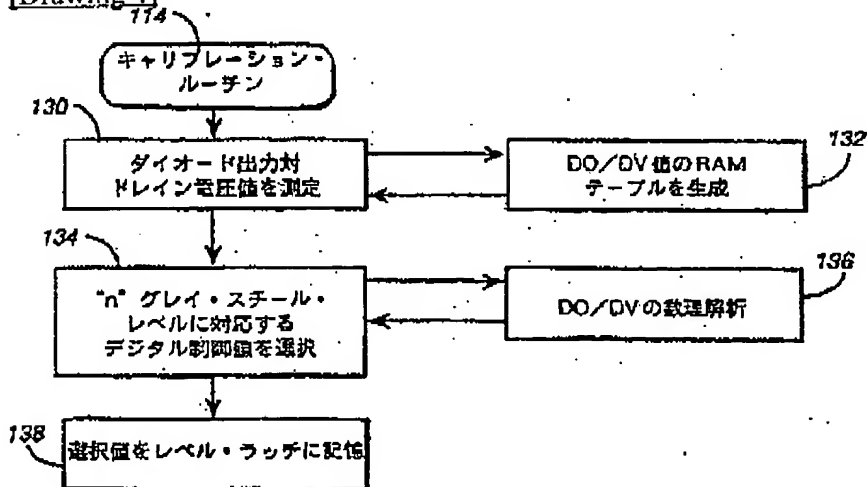 114
キャリブレーション・
ルーチン
130
ダイオード出力対
ドレイン電圧値を測定
132
DO/DV値のRAM
テーブルを生成
134
"n" グレイ・スチール・
レベルに対応する
デジタル制御値を選択
136
DO/DVの数理解析
138
選択値をレベル・ラッチに記憶